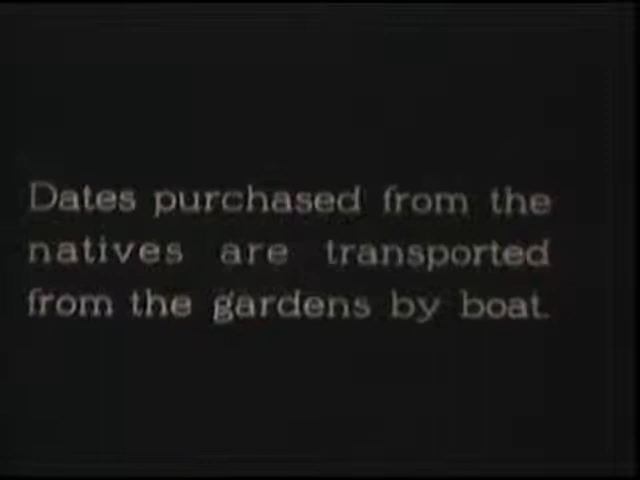 Dates purchased from the
natives are transported
from the gardens by boat.